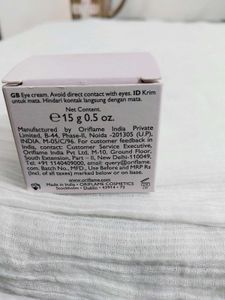 GB Eye cream. Avoid direct contact with eyes. ID Krim
untuk mata. Hindari kontak langsung dengan mata.
Net Content.
℮ 15 g 0.5 oz.
Manufactured by Oriflame India Private
Limited, B-44, Phase-II, Noida -201305 (U.P),
INDIA. M-05/C/96. For customer feedback in
India, contact: Customer Service Executive,
Oriflame India Pvt Ltd, M-10, Ground Floor,
South Extension, Part – II, New Delhi-110049,
Tel: 91 1140409000, email: query@oriflame.
com. Batch No., MFD., Use Before and MRP Rs
(Incl. of all taxes) marked below or on base.
www.oriflame.com
Made in India • ORIFLAME COSMETICS
Stockholm • Dublin •